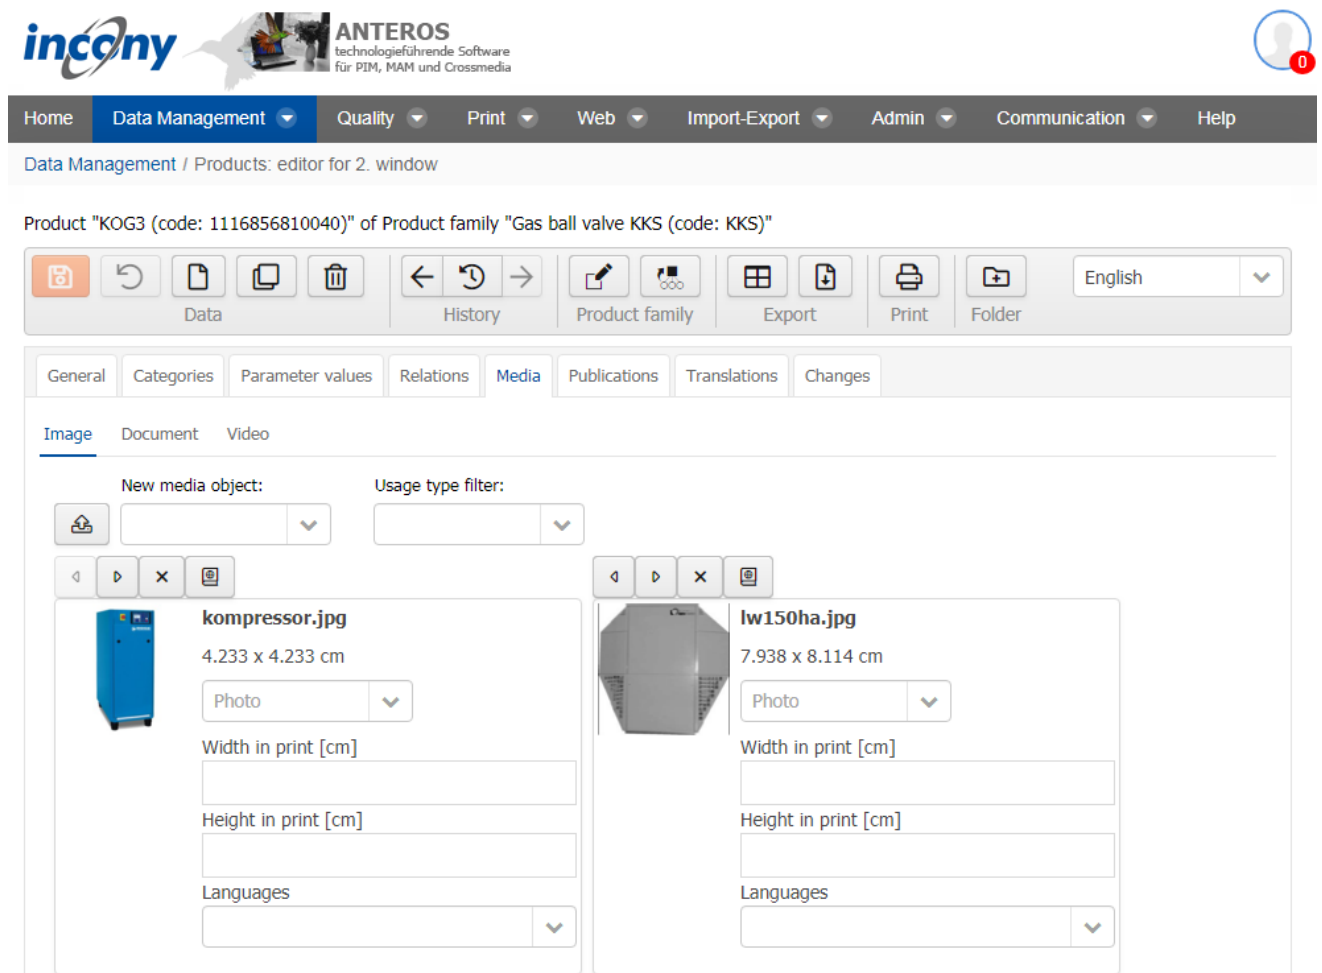 incony
ANTEROS
technologieführende Software
für PIM, MAM und Crossmedia
0
Home Data Management Quality Print Web Import-Export Admin Communication Help
Data Management / Products: editor for 2. window
Product "KOG3 (code: 1116856810040)" of Product family "Gas ball valve KKS (code: KKS)"
English
Data History Product family Export Print Folder
General Categories Parameter values Relations Media Publications Translations Changes
Image Document Video
New media object: Usage type filter:
kompressor.jpg
4.233 x 4.233 cm
Photo
Width in print [cm]
Height in print [cm]
Languages
lw150ha.jpg
7.938 x 8.114 cm
Photo
Width in print [cm]
Height in print [cm]
Languages